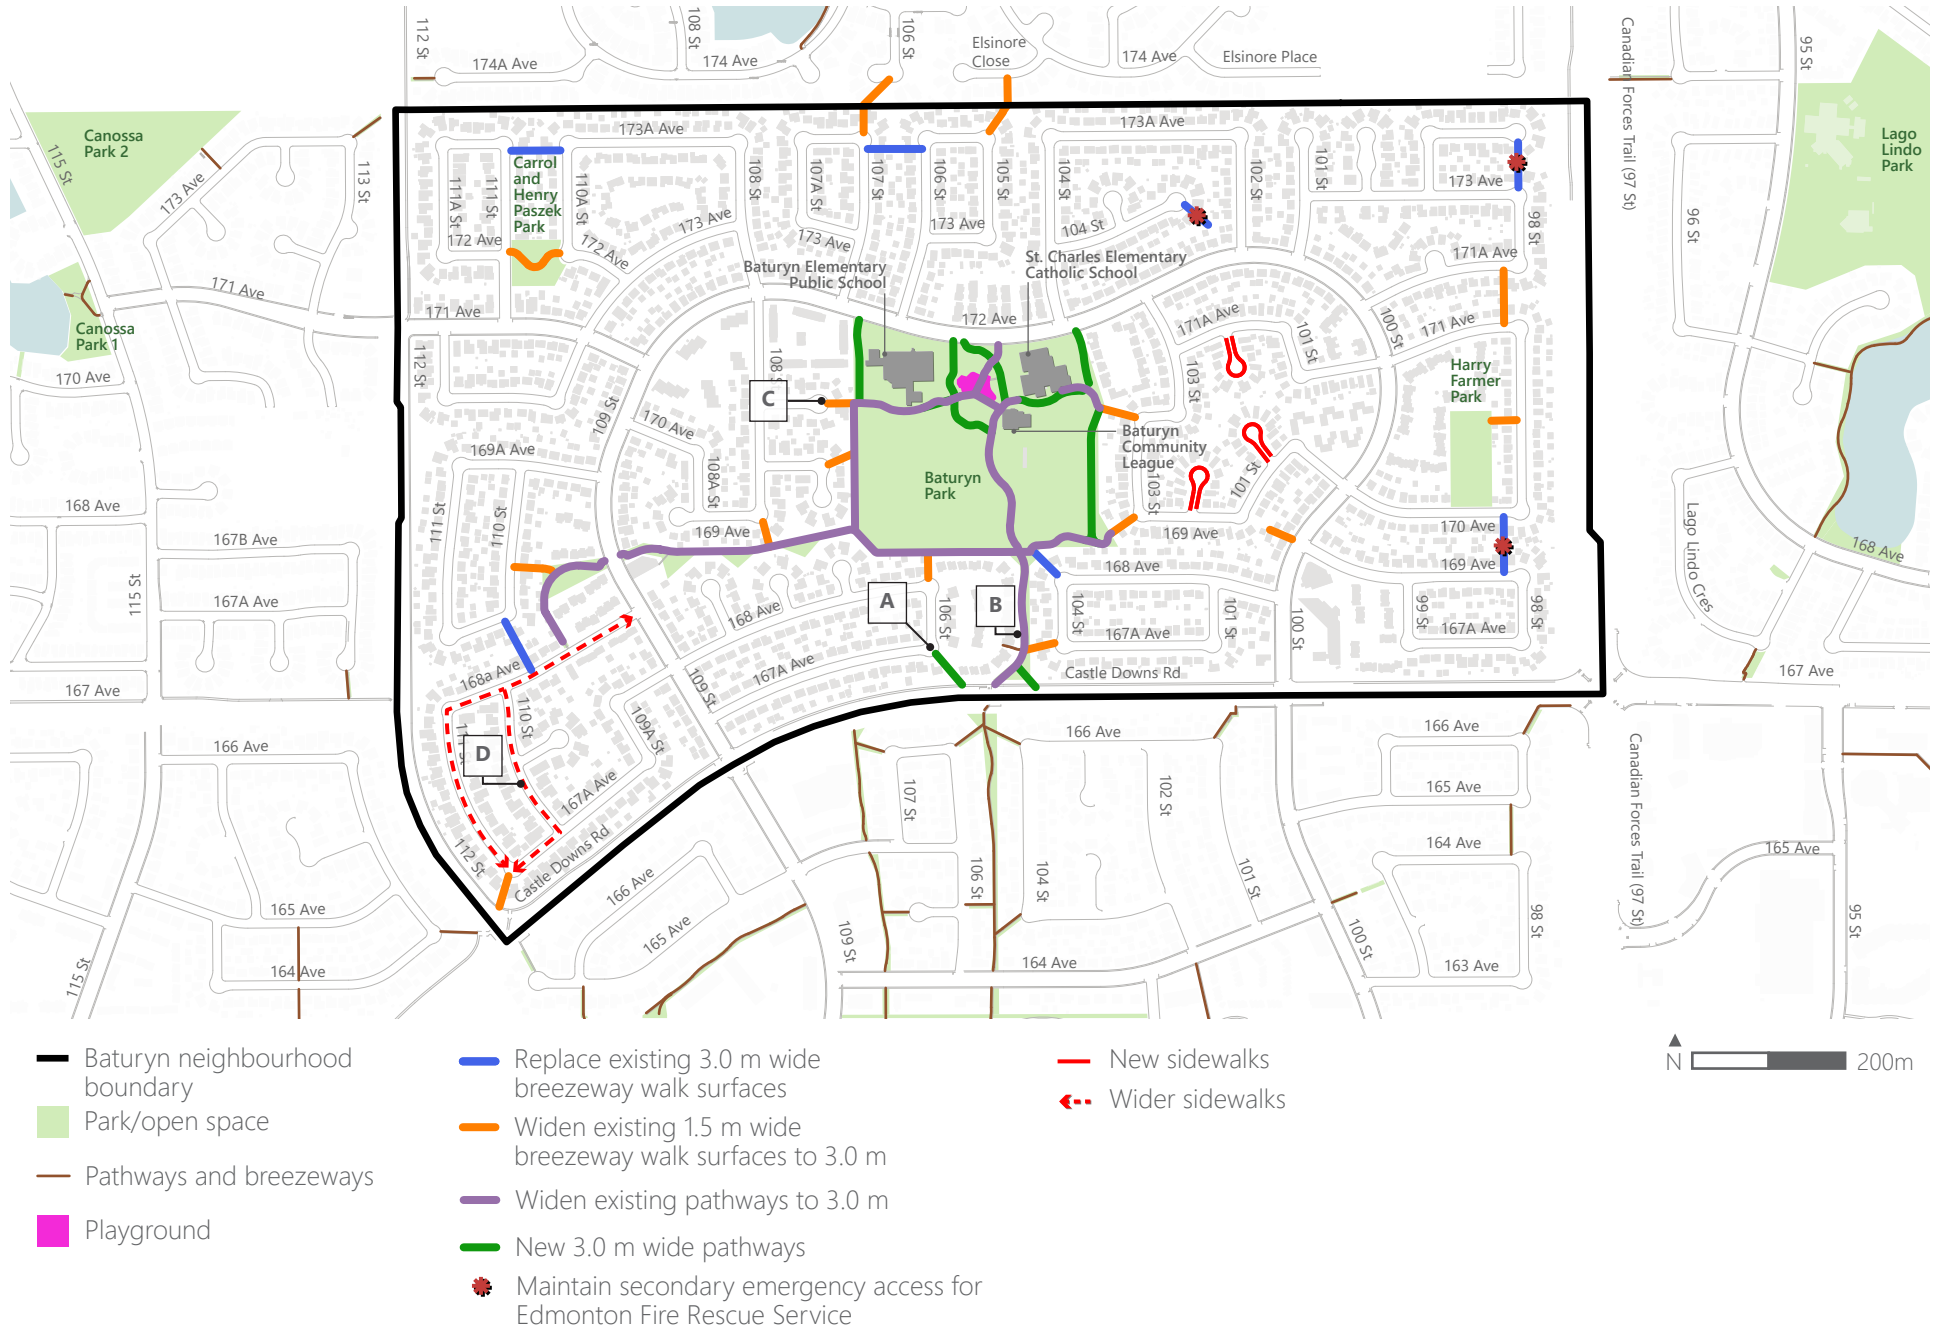 112 St
108 St
106 St
Elsinore
Close
174A Ave
174 Ave
174 Ave
Elsinore Place
Canadian Forces Trail (97 St)
95 St
Canossa
Park 2
115 St
173 Ave
113 St
173A Ave
173A Ave
Lago
Lindo
Park
Carrol
and
Henry
Paszek
Park
111A St
111 St
110A St
108 St
107A St
107 St
106 St
105 St
104 St
102 St
101 St
173 Ave
96 St
98 St
172 Ave
172 Ave
173 Ave
173 Ave
173 Ave
104 St
171A Ave
Baturyn Elementary
Public School
St. Charles Elementary
Catholic School
171 Ave
171 Ave
172 Ave
171A Ave
101 St
100 St
171 Ave
Canossa
Park 1
170 Ave
112 St
108 S
C
103 St
Harry
Farmer
Park
109 St
170 Ave
Baturyn
Community
League
169A Ave
108A St
Baturyn
Park
103 St
101 St
168 Ave
111 St
110 St
169 Ave
169 Ave
170 Ave
Lago Lindo Cres
168 Ave
167B Ave
168 Ave
169 Ave
115 St
167A Ave
A
B
168 Ave
106 St
104 St
167A Ave
101 St
100 St
99 St
167A Ave
98 St
168a Ave
167A Ave
109 St
Castle Downs Rd
167 Ave
167 Ave
110 St
109A St
D
166 Ave
166 Ave
166 Ave
Canadian Forces Trail (97 St)
167A Ave
107 St
102 St
165 Ave
112 St
Castle Downs Rd
166 Ave
106 St
104 St
101 St
164 Ave
165 Ave
165 Ave
165 Ave
109 St
100 St
98 St
95 St
115 St
164 Ave
164 Ave
163 Ave
Baturyn neighbourhood
boundary
Park/open space
Pathways and breezeways
Playground
Replace existing 3.0 m wide
breezeway walk surfaces
Widen existing 1.5 m wide
breezeway walk surfaces to 3.0 m
Widen existing pathways to 3.0 m
New 3.0 m wide pathways
Maintain secondary emergency access for
Edmonton Fire Rescue Service
New sidewalks
Wider sidewalks
N
200m